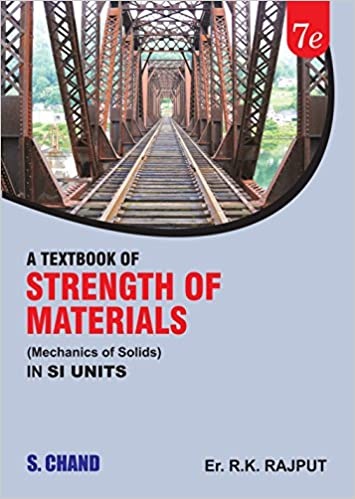 7e
A TEXTBOOK OF
STRENGTH OF
MATERIALS
(Mechanics of Solids)
IN SI UNITS
S. CHAND
Er. R.K. RAJPUT